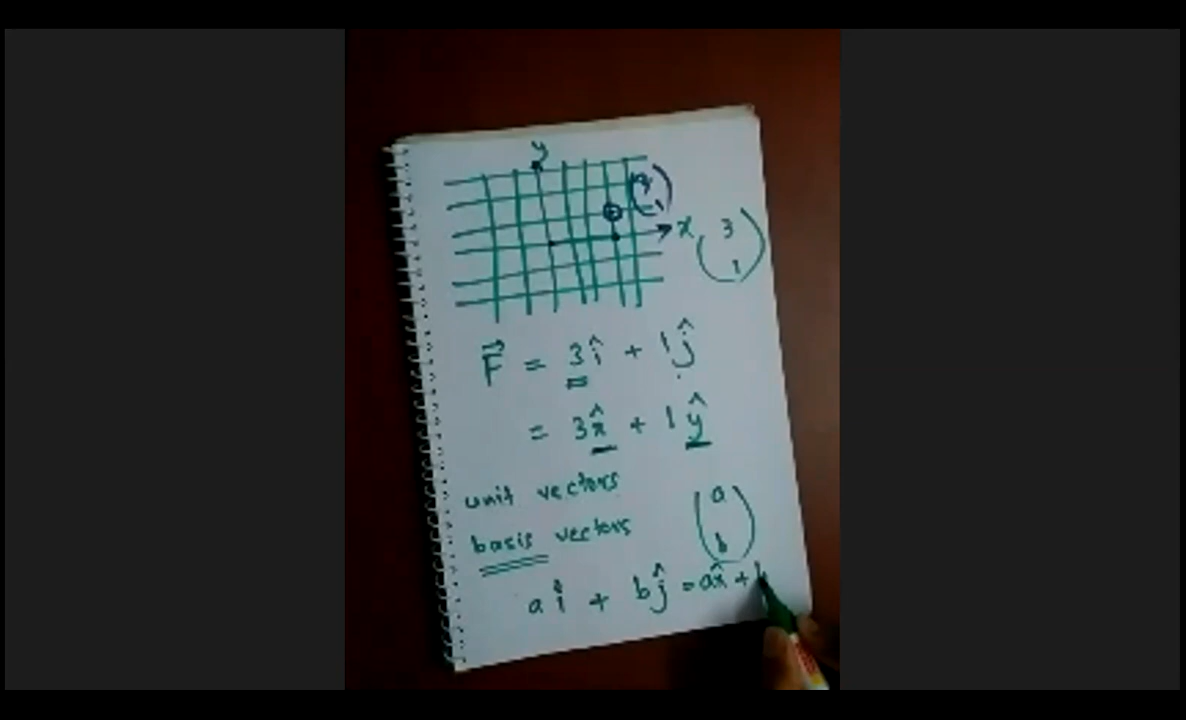 y
x
( 3
1 )
F⃗ = 3î + 1ĵ
= 3x̂ + 1ŷ
unit vectors
basis vectors
( a
b )
aî + bĵ = ax̂ +